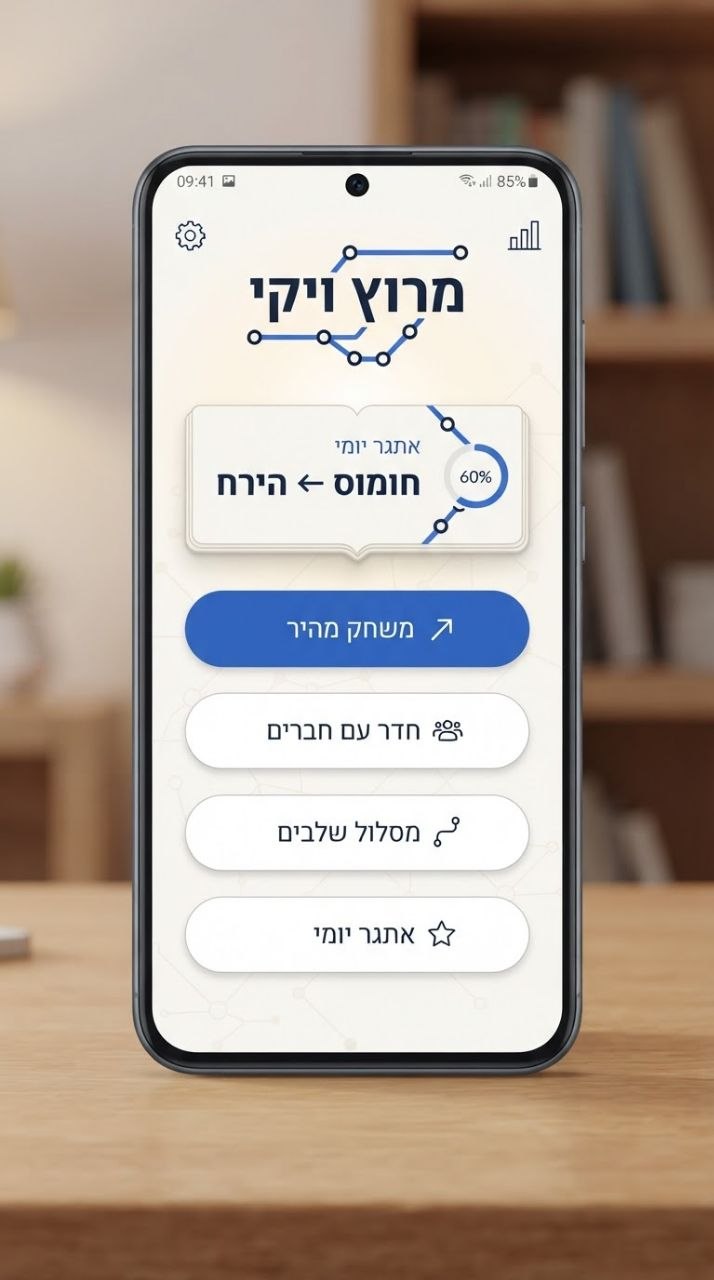 09:41
85%
מרוץ ויקי
אתגר יומי
חומוס ← הירח
60%
משחק מהיר
חדר עם חברים
מסלול שלבים
אתגר יומי